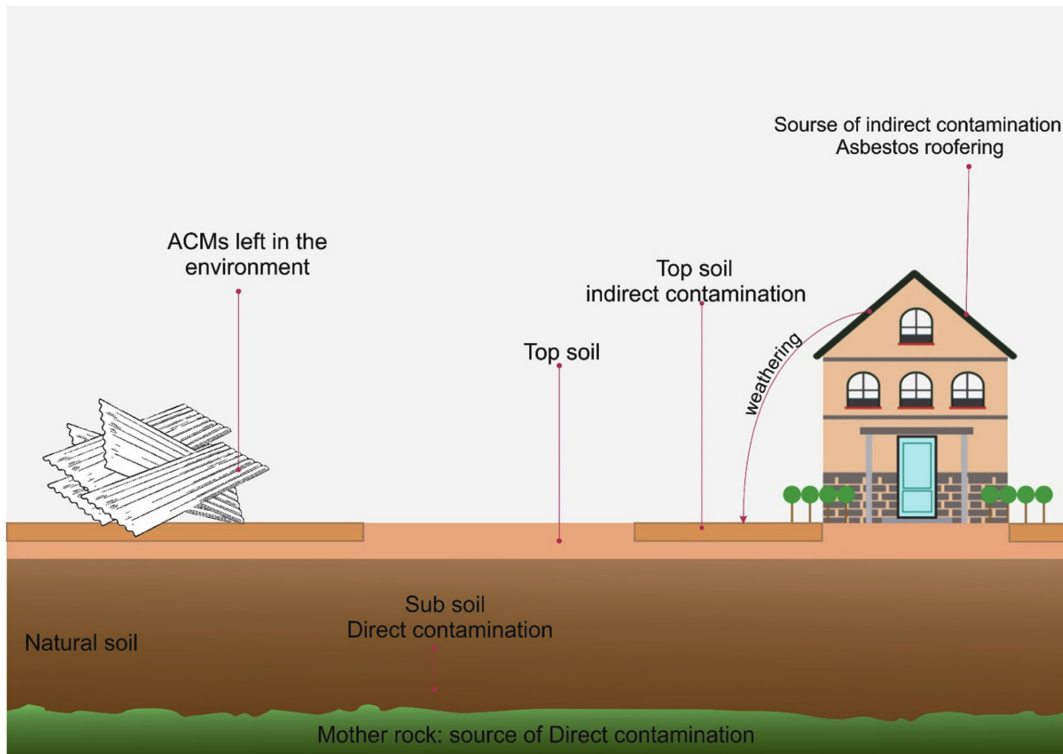 Sourse of indirect contamination
Asbestos roofering
ACMs left in the
environment
Top soil
indirect contamination
Top soil
weathering
Sub soil
Direct contamination
Natural soil
Mother rock: source of Direct contamination